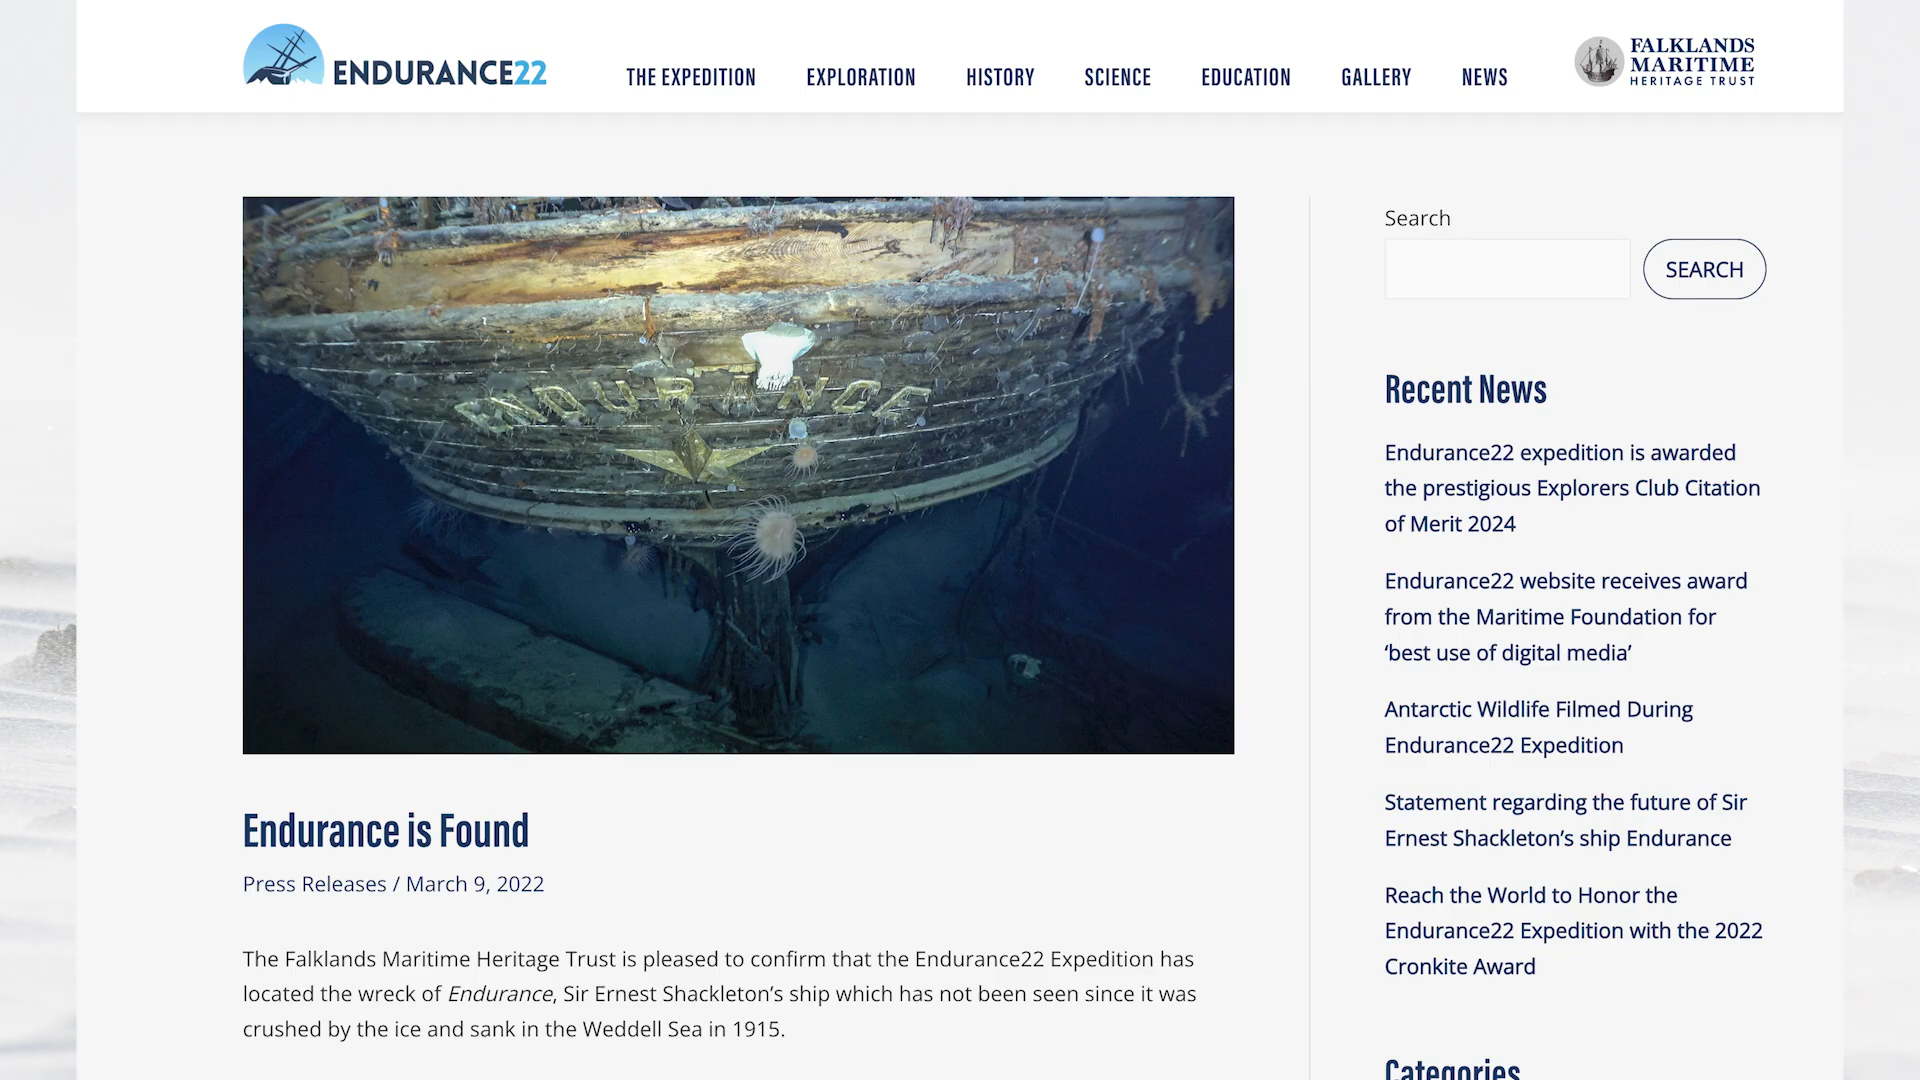 ENDURANCE22
THE EXPEDITION
EXPLORATION
HISTORY
SCIENCE
EDUCATION
GALLERY
NEWS
FALKLANDS
MARITIME
HERITAGE TRUST
ENDURANCE
Endurance is Found
Press Releases / March 9, 2022
The Falklands Maritime Heritage Trust is pleased to confirm that the Endurance22 Expedition has
located the wreck of Endurance, Sir Ernest Shackleton’s ship which has not been seen since it was
crushed by the ice and sank in the Weddell Sea in 1915.
Search
SEARCH
Recent News
Endurance22 expedition is awarded
the prestigious Explorers Club Citation
of Merit 2024
Endurance22 website receives award
from the Maritime Foundation for
‘best use of digital media’
Antarctic Wildlife Filmed During
Endurance22 Expedition
Statement regarding the future of Sir
Ernest Shackleton’s ship Endurance
Reach the World to Honor the
Endurance22 Expedition with the 2022
Cronkite Award
Categories